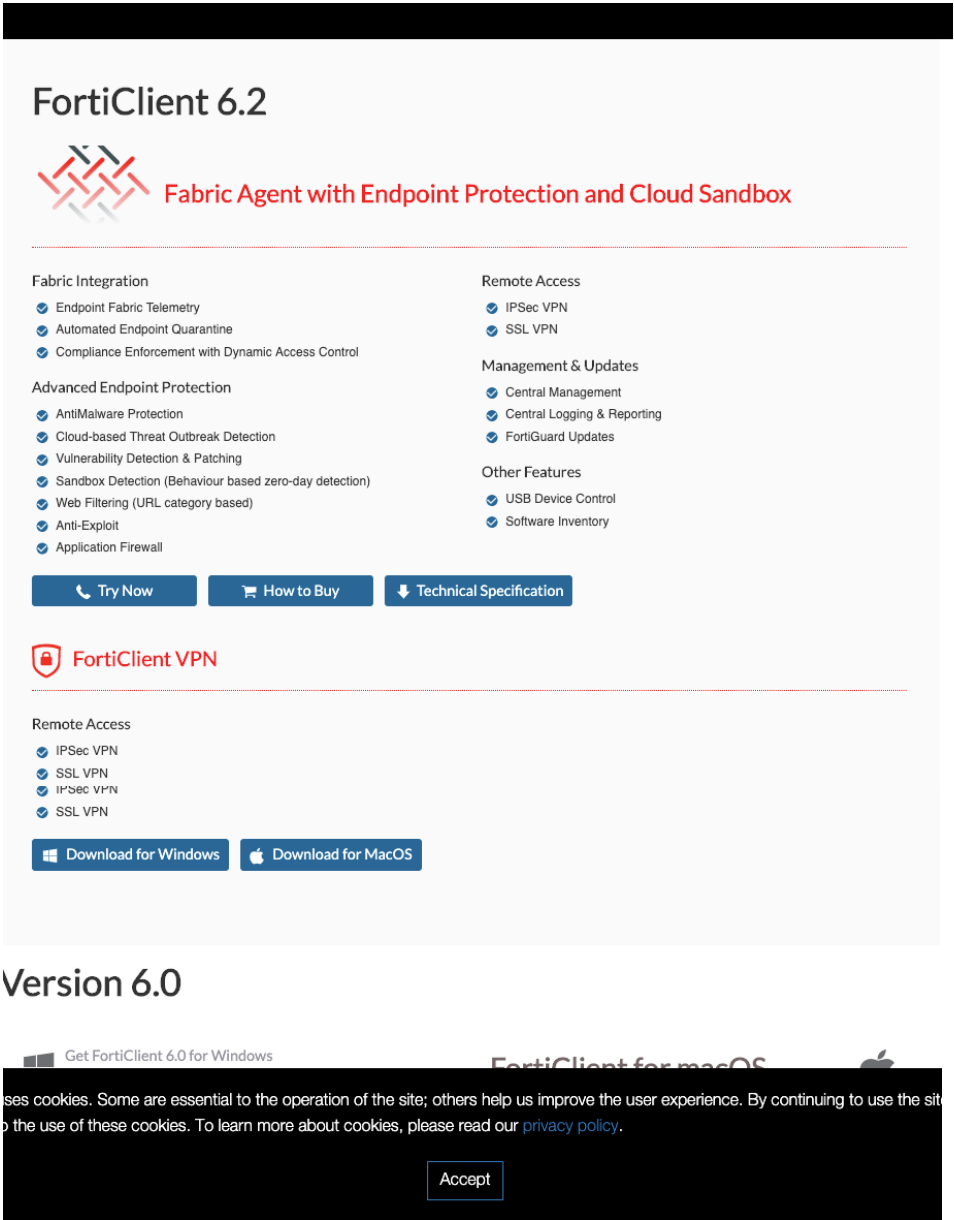 FortiClient 6.2
Fabric Agent with Endpoint Protection and Cloud Sandbox
Fabric Integration
Endpoint Fabric Telemetry
Automated Endpoint Quarantine
Compliance Enforcement with Dynamic Access Control
Advanced Endpoint Protection
AntiMalware Protection
Cloud-based Threat Outbreak Detection
Vulnerability Detection & Patching
Sandbox Detection (Behaviour based zero-day detection)
Web Filtering (URL category based)
Anti-Exploit
Application Firewall
Remote Access
IPSec VPN
SSL VPN
Management & Updates
Central Management
Central Logging & Reporting
FortiGuard Updates
Other Features
USB Device Control
Software Inventory
Try Now
How to Buy
Technical Specification
FortiClient VPN
Remote Access
IPSec VPN
SSL VPN
IPSec VPN
SSL VPN
Download for Windows
Download for MacOS
Version 6.0
Get FortiClient 6.0 for Windows
FortiClient for macOS
ses cookies. Some are essential to the operation of the site; others help us improve the user experience. By continuing to use the site
the use of these cookies. To learn more about cookies, please read our privacy policy.
Accept